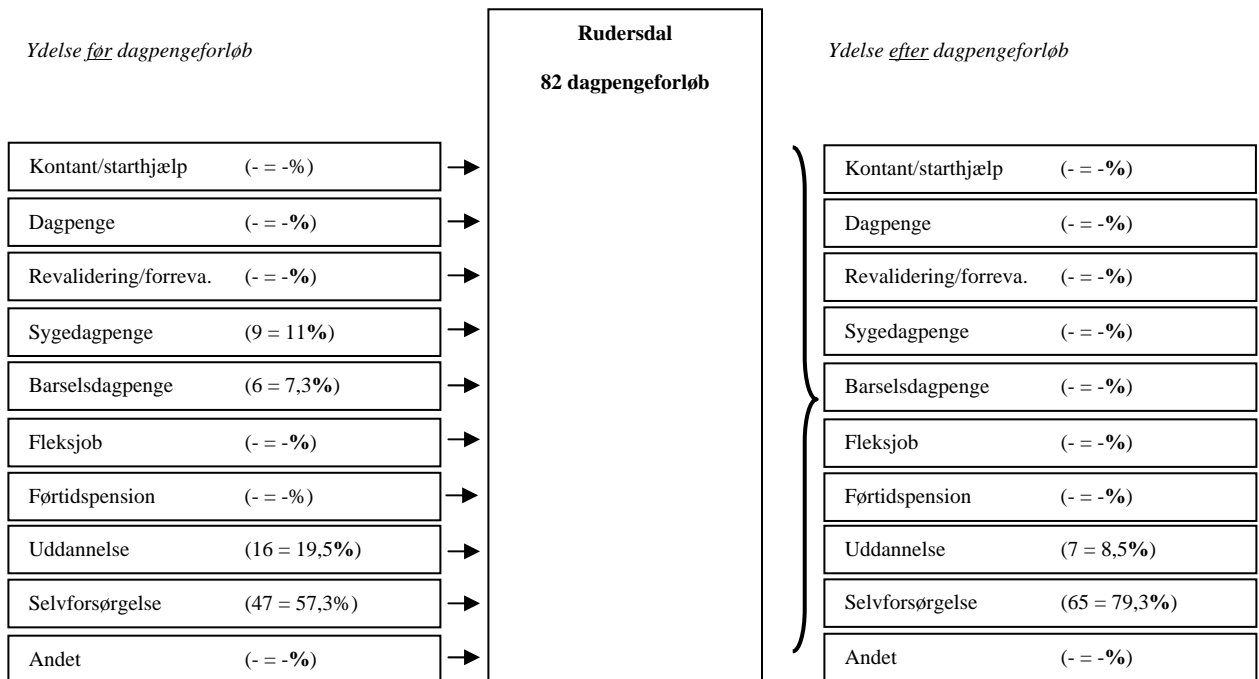 Ydelse før dagpengeforløb
Rudersdal
82 dagpengeforløb
Ydelse efter dagpengeforløb
Kontant/starthjælp (- = -%)
Dagpenge (- = -%)
Revalidering/forreva. (- = -%)
Sygedagpenge (9 = 11%)
Barselsdagpenge (6 = 7,3%)
Fleksjob (- = -%)
Førtidspension (- = -%)
Uddannelse (16 = 19,5%)
Selvforsørgelse (47 = 57,3%)
Andet (- = -%)
Kontant/starthjælp (- = -%)
Dagpenge (- = -%)
Revalidering/forreva. (- = -%)
Sygedagpenge (- = -%)
Barselsdagpenge (- = -%)
Fleksjob (- = -%)
Førtidspension (- = -%)
Uddannelse (7 = 8,5%)
Selvforsørgelse (65 = 79,3%)
Andet (- = -%)